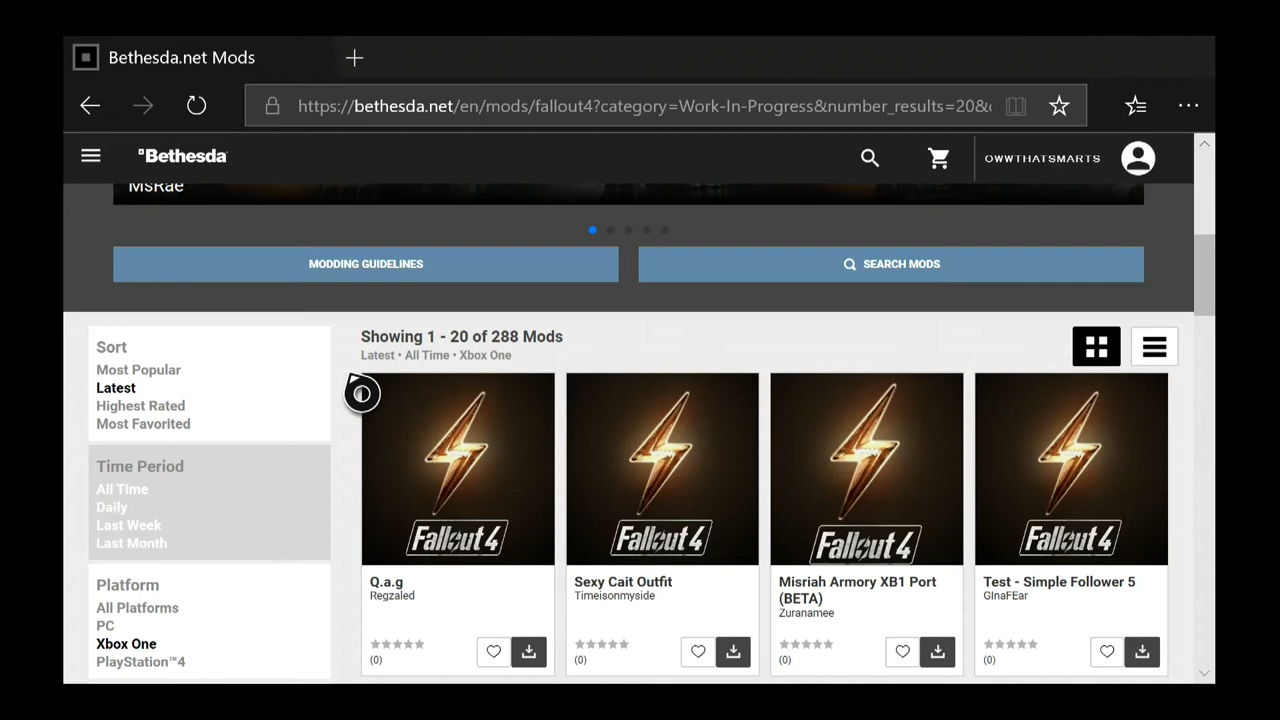 Bethesda.net Mods
https://bethesda.net/en/mods/fallout4?category=Work-In-Progress&number_results=20&
Bethesda
OWWTHATSMARTS
MsRae
MODDING GUIDELINES
SEARCH MODS
Sort
Most Popular
Latest
Highest Rated
Most Favorited
Time Period
All Time
Daily
Last Week
Last Month
Platform
All Platforms
PC
Xbox One
PlayStation™4
Showing 1 - 20 of 288 Mods
Latest • All Time • Xbox One
Fallout 4
Q.a.g
Regzaled
(0)
Fallout 4
Sexy Cait Outfit
Timeisonmyside
(0)
Fallout 4
Misriah Armory XB1 Port
(BETA)
Zuranamee
(0)
Fallout 4
Test - Simple Follower 5
GInaFEar
(0)